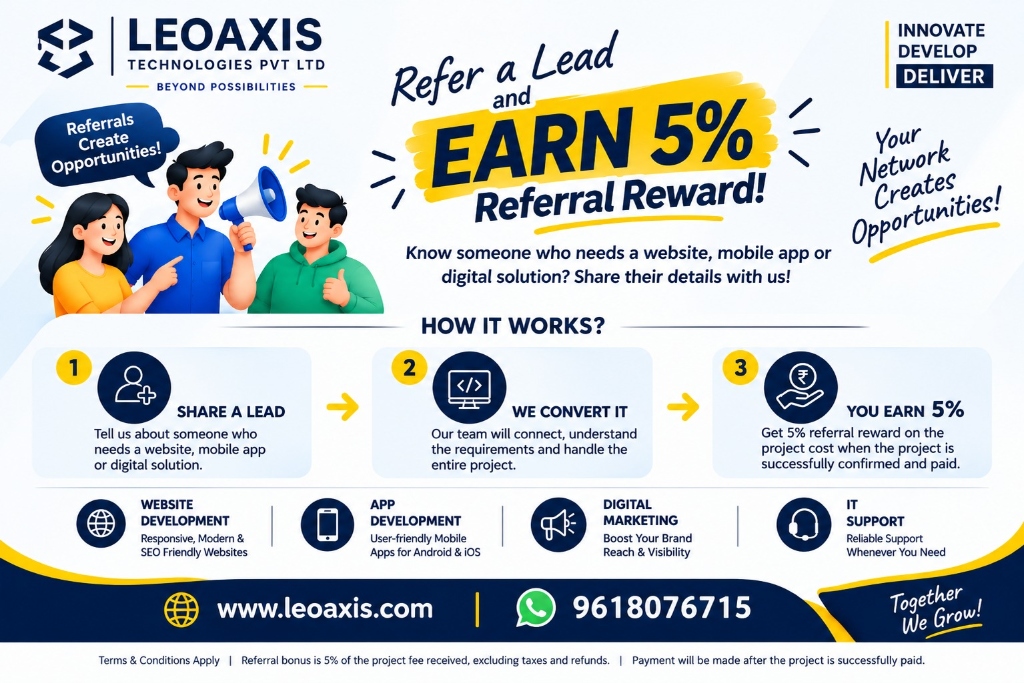 LEOAXIS
TECHNOLOGIES PVT LTD
BEYOND POSSIBILITIES
INNOVATE
DEVELOP
DELIVER
Refer a Lead
and
EARN 5%
Referral Reward!
Referrals
Create
Opportunities!
Your
Network
Creates
Opportunities!
Know someone who needs a website, mobile app or
digital solution? Share their details with us!
HOW IT WORKS?
1
SHARE A LEAD
Tell us about someone who
needs a website, mobile app
or digital solution.
2
</>
WE CONVERT IT
Our team will connect, understand
the requirements and handle the
entire project.
3
₹
YOU EARN 5%
Get 5% referral reward on the
project cost when the project is
successfully confirmed and paid.
WEBSITE
DEVELOPMENT
Responsive, Modern &
SEO Friendly Websites
APP
DEVELOPMENT
User-friendly Mobile
Apps for Android & iOS
DIGITAL
MARKETING
Boost Your Brand
Reach & Visibility
IT
SUPPORT
Reliable Support
Whenever You Need
www.leoaxis.com
9618076715
Together
We Grow!
Terms & Conditions Apply | Referral bonus is 5% of the project fee received, excluding taxes and refunds. | Payment will be made after the project is successfully paid.